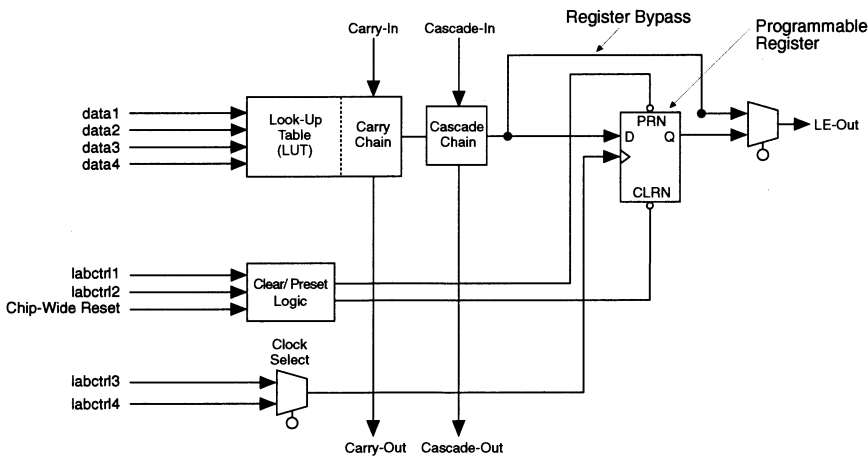 Register Bypass
Programmable
Register
Carry-In
Cascade-In
data1
data2
data3
data4
Look-Up
Table
(LUT)
Carry
Chain
Cascade
Chain
PRN
D
Q
CLRN
LE-Out
labctrl1
labctrl2
Chip-Wide Reset
Clear/ Preset
Logic
Clock
Select
labctrl3
labctrl4
Carry-Out
Cascade-Out